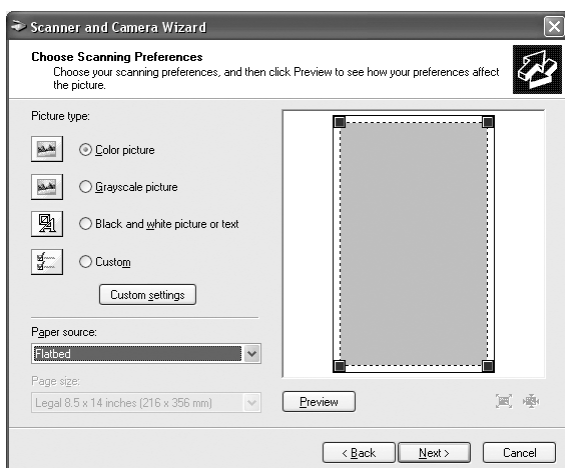 Scanner and Camera Wizard
Choose Scanning Preferences
Choose your scanning preferences, and then click Preview to see how your preferences affect
the picture.
Picture type:
Color picture
Grayscale picture
Black and white picture or text
Custom
Custom settings
Paper source:
Flatbed
Page size:
Legal 8.5 x 14 inches (216 x 356 mm)
Preview
< Back
Next >
Cancel